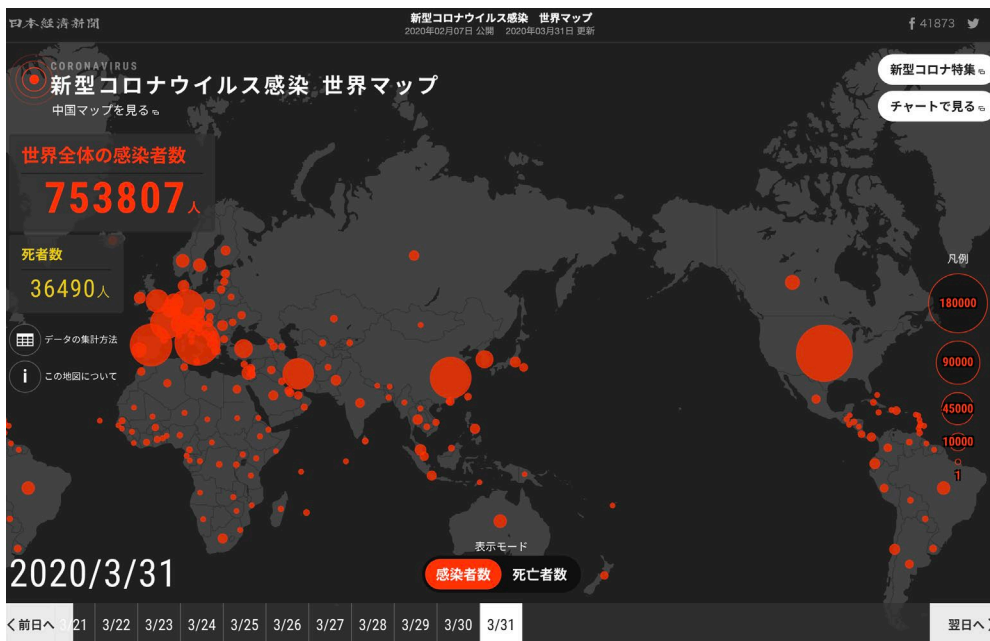 日本経済新聞
新型コロナウイルス感染 世界マップ
2020年02月07日 公開 2020年03月31日 更新
f 41873
CORONAVIRUS
新型コロナウイルス感染 世界マップ
中国マップを見る
新型コロナ特集
チャートで見る
世界全体の感染者数
753807人
死者数
36490人
データの集計方法
i この地図について
凡例
180000
90000
45000
10000
1
2020/3/31
表示モード
感染者数 死亡者数
前日へ 3/21 3/22 3/23 3/24 3/25 3/26 3/27 3/28 3/29 3/30 3/31 翌日へ